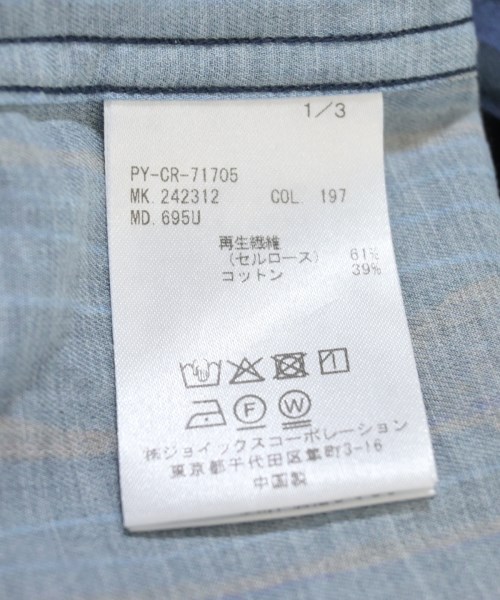 1/3
PY-CR-71705
MK. 242312 COL. 197
MD. 695U
再生繊維
(セルロース) 61%
コットン 39%
1
F W
㈱ジョイックスコーポレーション
東京都千代田区隼町3-16
中国製